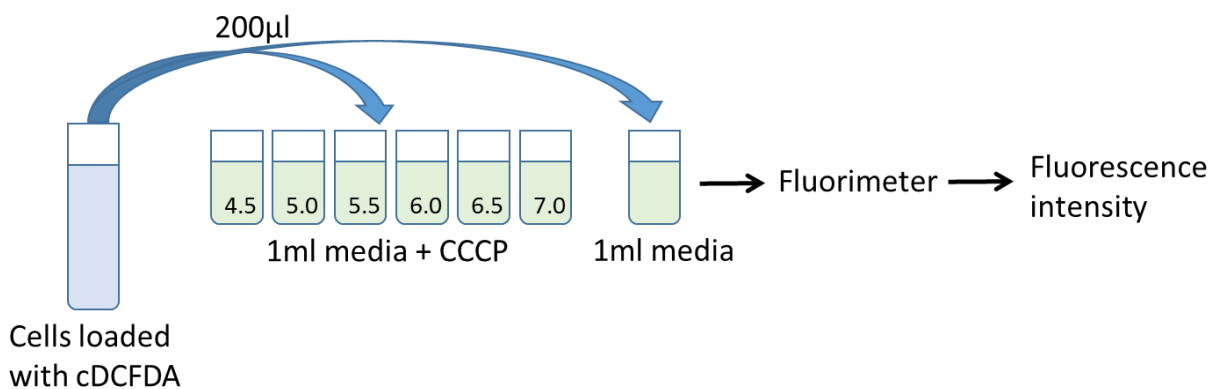 200µl
4.5 5.0 5.5 6.0 6.5 7.0
1ml media + CCCP
1ml media
Fluorimeter
Fluorescence
intensity
Cells loaded
with cDCFDA